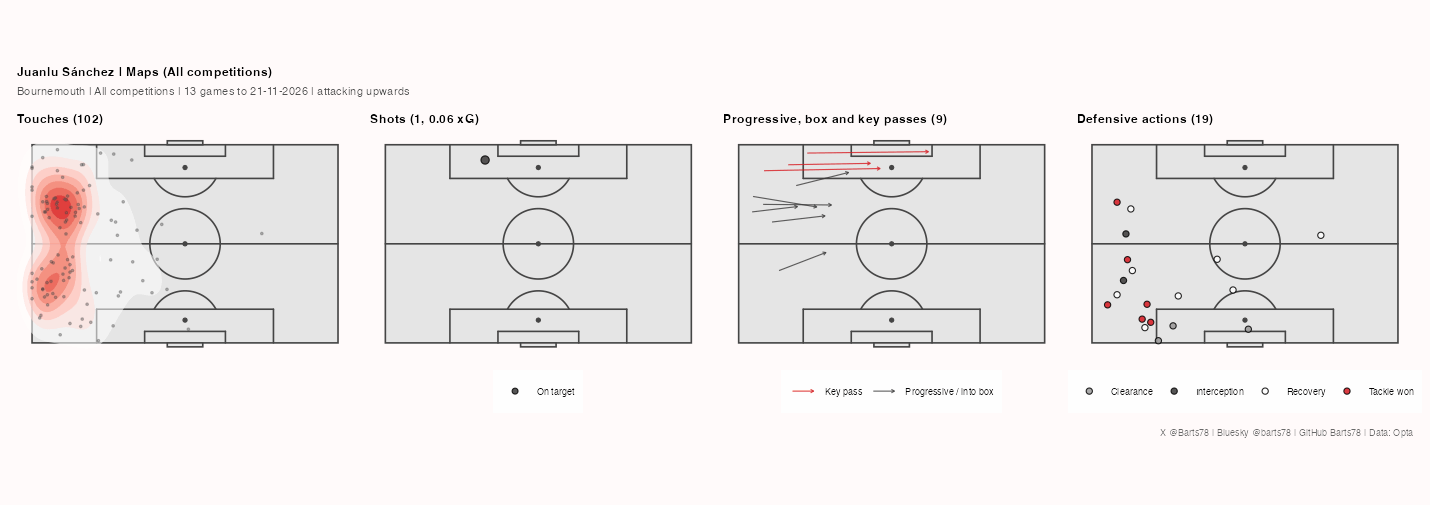 Juanlu Sánchez | Maps (All competitions)
Bournemouth | All competitions | 13 games to 21-11-2026 | attacking upwards
Touches (102)
Shots (1, 0.06 xG)
Progressive, box and key passes (9)
Defensive actions (19)
On target
Key pass
Progressive / into box
Clearance
Interception
Recovery
Tackle won
X @Barts78 | Bluesky @barts78 | GitHub Barts78 | Data: Opta